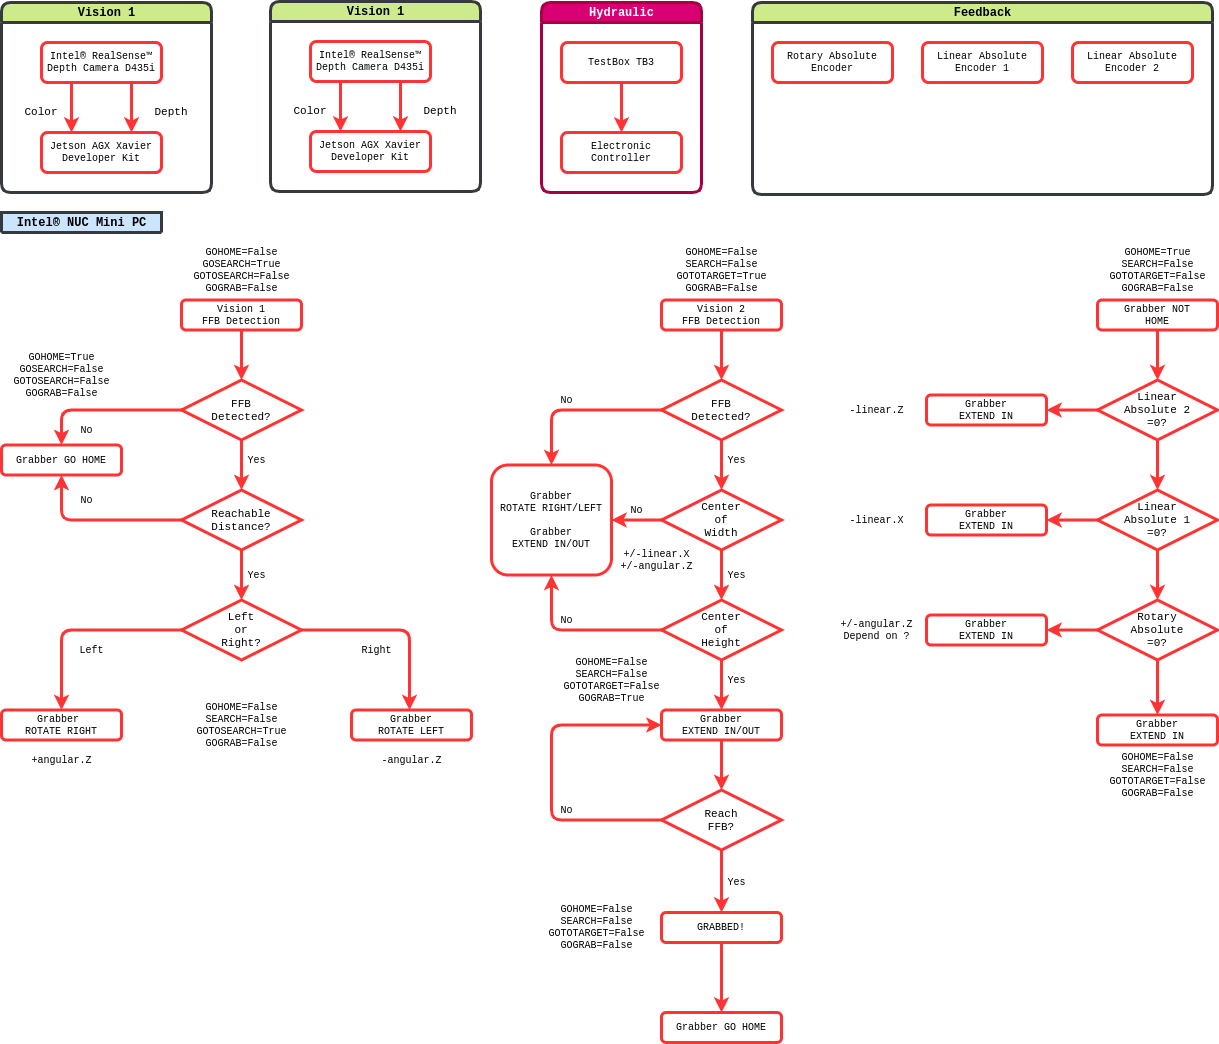 Vision 1
Intel® RealSense™
Depth Camera D435i
Color
Depth
Jetson AGX Xavier
Developer Kit
Vision 1
Intel® RealSense™
Depth Camera D435i
Color
Depth
Jetson AGX Xavier
Developer Kit
Hydraulic
TestBox TB3
Electronic
Controller
Feedback
Rotary Absolute
Encoder
Linear Absolute
Encoder 1
Linear Absolute
Encoder 2
Intel® NUC Mini PC
GOHOME=False
GOSEARCH=True
GOTOSEARCH=False
GOGRAB=False
Vision 1
FFB Detection
GOHOME=True
GOSEARCH=False
GOTOSEARCH=False
GOGRAB=False
FFB
Detected?
No
Grabber GO HOME
Yes
No
Reachable
Distance?
Yes
Left
or
Right?
Left
Right
Grabber
ROTATE RIGHT
+angular.Z
GOHOME=False
SEARCH=False
GOTOSEARCH=True
GOGRAB=False
Grabber
ROTATE LEFT
-angular.Z
GOHOME=False
SEARCH=False
GOTOTARGET=True
GOGRAB=False
Vision 2
FFB Detection
FFB
Detected?
No
Yes
Grabber
ROTATE RIGHT/LEFT
Grabber
EXTEND IN/OUT
No
Center
of
Width
+/-linear.X
+/-angular.Z
Yes
No
Center
of
Height
GOHOME=False
SEARCH=False
GOTOTARGET=False
GOGRAB=True
Yes
Grabber
EXTEND IN/OUT
No
Reach
FFB?
Yes
GOHOME=False
SEARCH=False
GOTOTARGET=False
GOGRAB=False
GRABBED!
Grabber GO HOME
GOHOME=True
SEARCH=False
GOTOTARGET=False
GOGRAB=False
Grabber NOT
HOME
-linear.Z
Grabber
EXTEND IN
Linear
Absolute 2
=0?
-linear.X
Grabber
EXTEND IN
Linear
Absolute 1
=0?
+/-angular.Z
Depend on ?
Grabber
EXTEND IN
Rotary
Absolute
=0?
Grabber
EXTEND IN
GOHOME=False
SEARCH=False
GOTOTARGET=False
GOGRAB=False